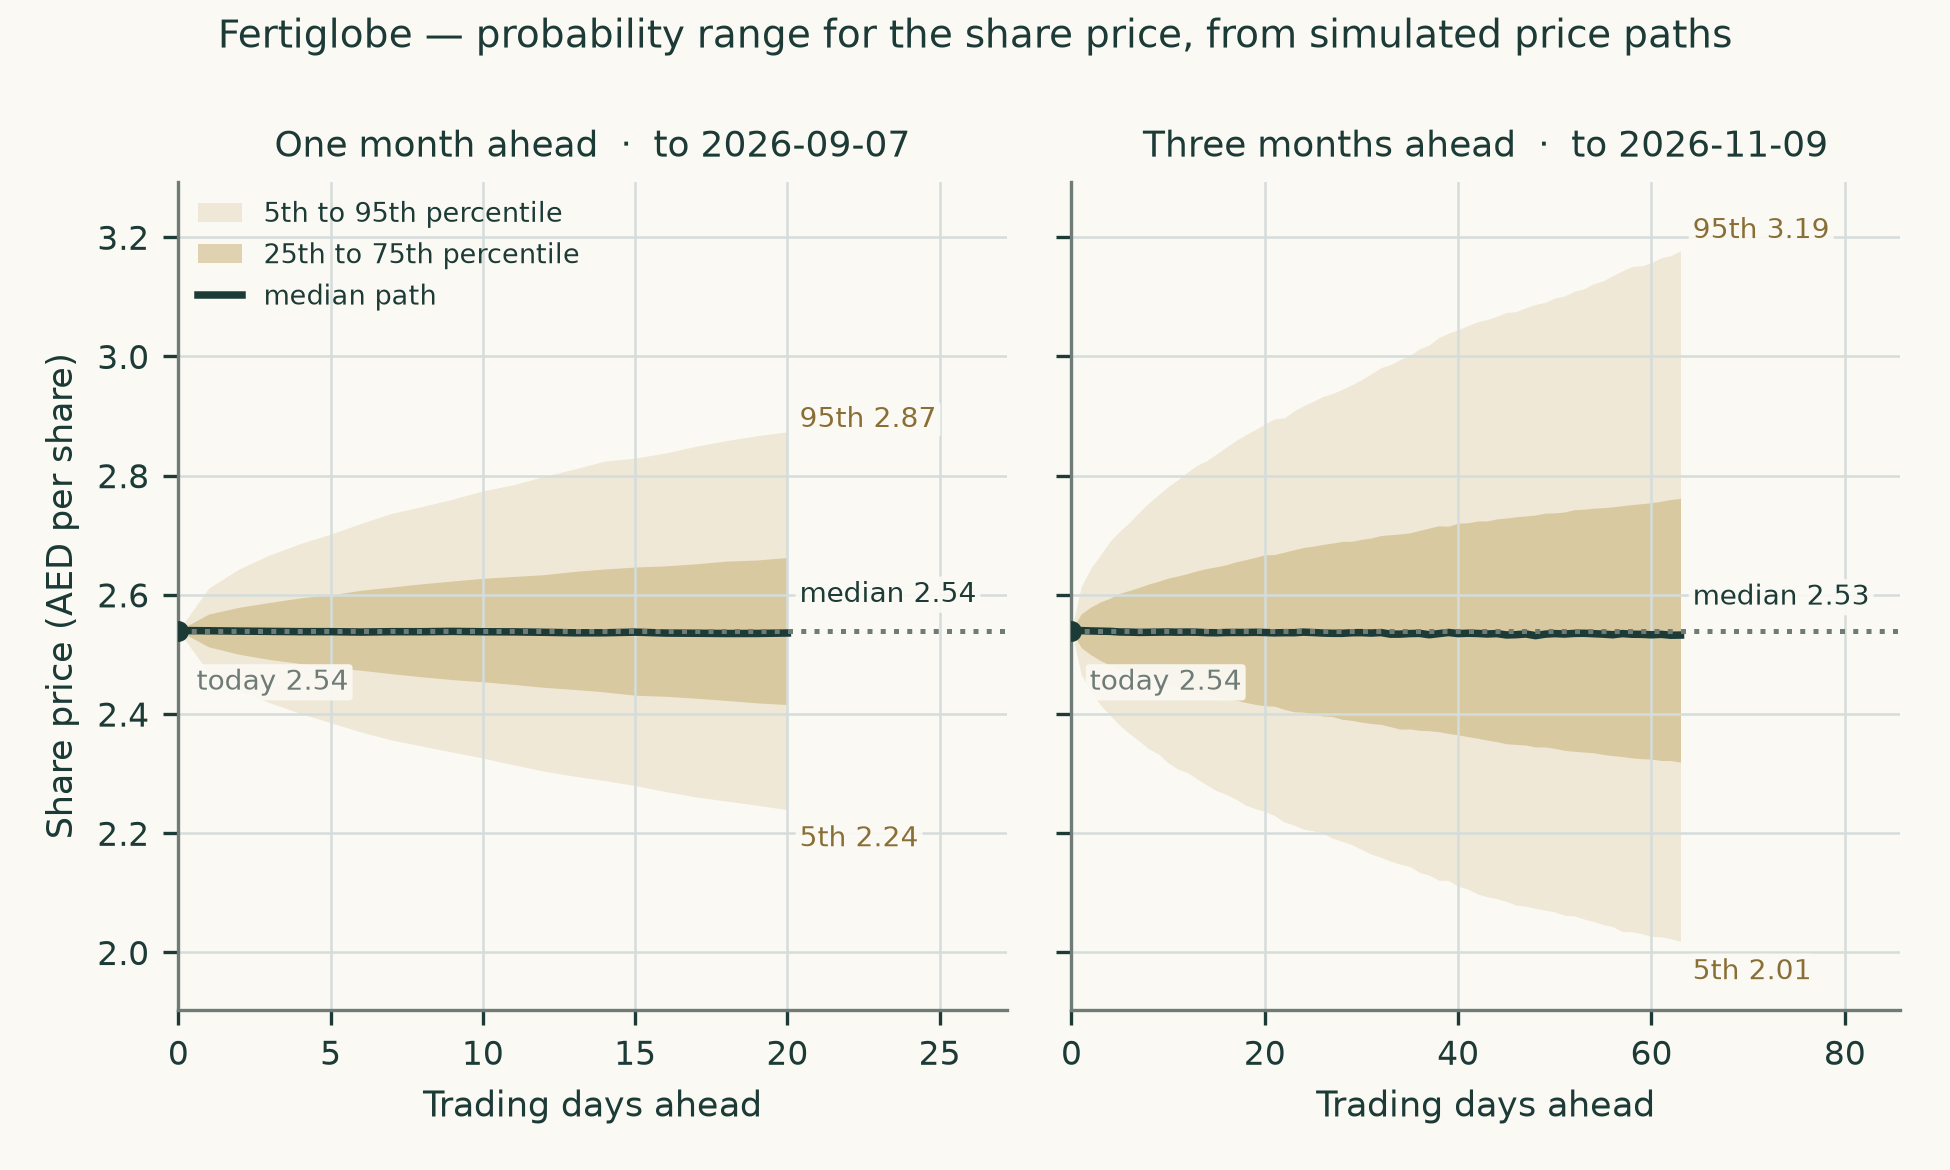 Fertiglobe — probability range for the share price, from simulated price paths
One month ahead · to 2026-09-07
5th to 95th percentile
25th to 75th percentile
median path
Share price (AED per share)
3.2
3.0
2.8
2.6
2.4
2.2
2.0
95th 2.87
median 2.54
today 2.54
5th 2.24
0 5 10 15 20 25
Trading days ahead
Three months ahead · to 2026-11-09
95th 3.19
median 2.53
today 2.54
5th 2.01
0 20 40 60 80
Trading days ahead